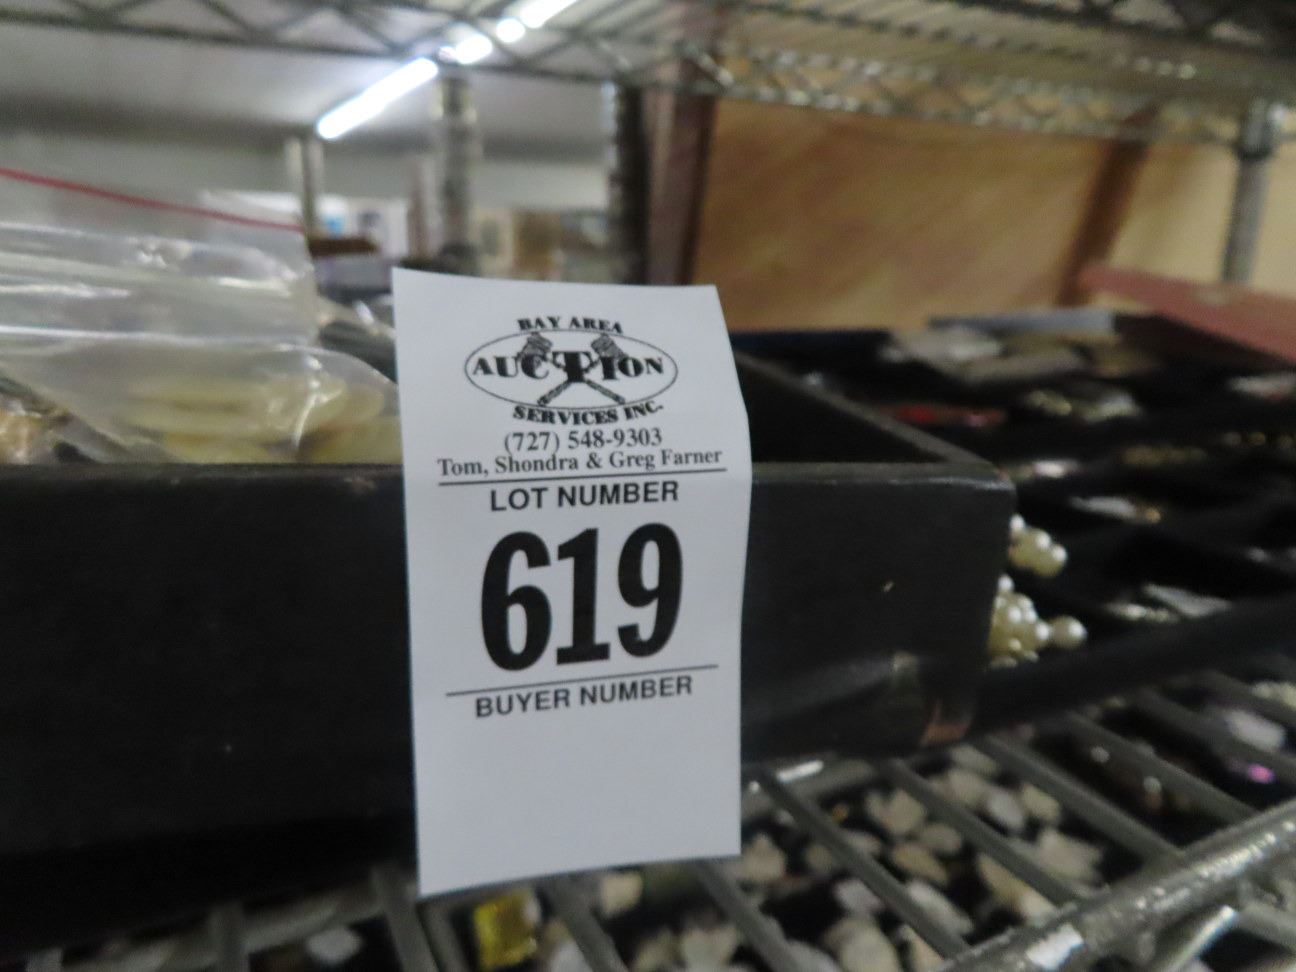 BAY AREA
AUCTION
SERVICES INC.
(727) 548-9303
Tom, Shondra & Greg Farner
LOT NUMBER
619
BUYER NUMBER